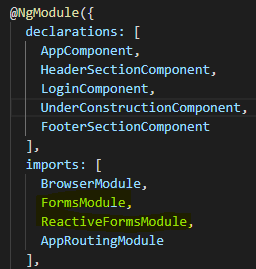 @NgModule({
declarations: [
AppComponent,
HeaderSectionComponent,
LoginComponent,
UnderConstructionComponent,
FooterSectionComponent
],
imports: [
BrowserModule,
FormsModule,
ReactiveFormsModule,
AppRoutingModule
],